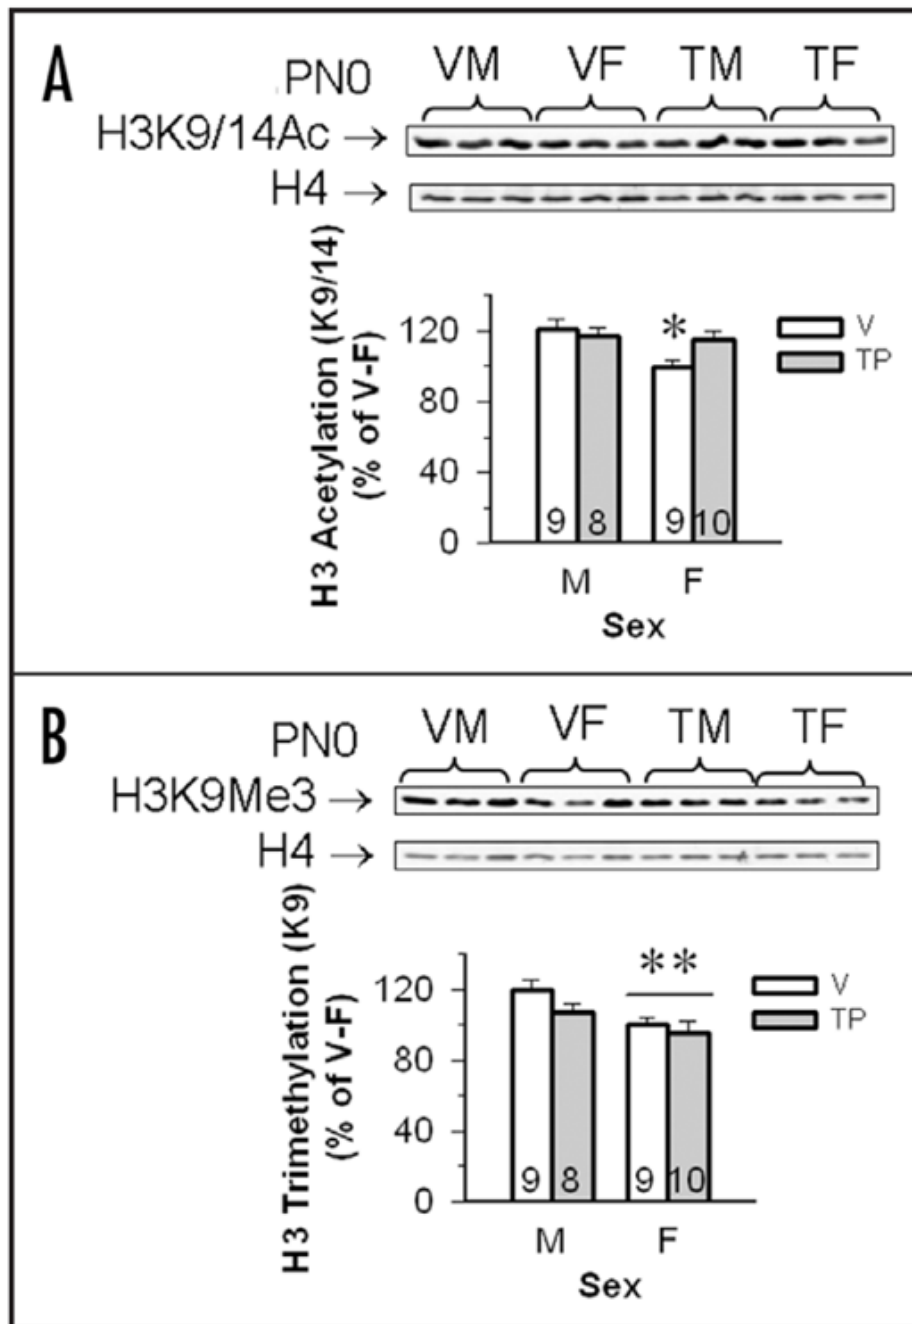 A
PN0 VM VF TM TF
H3K9/14Ac →
H4 →
H3 Acetylation (K9/14)
(% of V-F)
120
80
40
0
*
V
TP
9 8 9 10
M F
Sex
B
PN0 VM VF TM TF
H3K9Me3 →
H4 →
H3 Trimethylation (K9)
(% of V-F)
120
80
40
0
**
V
TP
9 8 9 10
M F
Sex